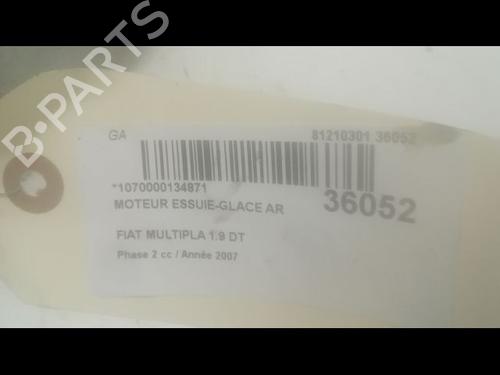 GA
81210301 36052
*1070000134871
MOTEUR ESSUIE-GLACE AR
36052
FIAT MULTIPLA 1.9 DT
Phase 2 cc / Année 2007
B-PARTS